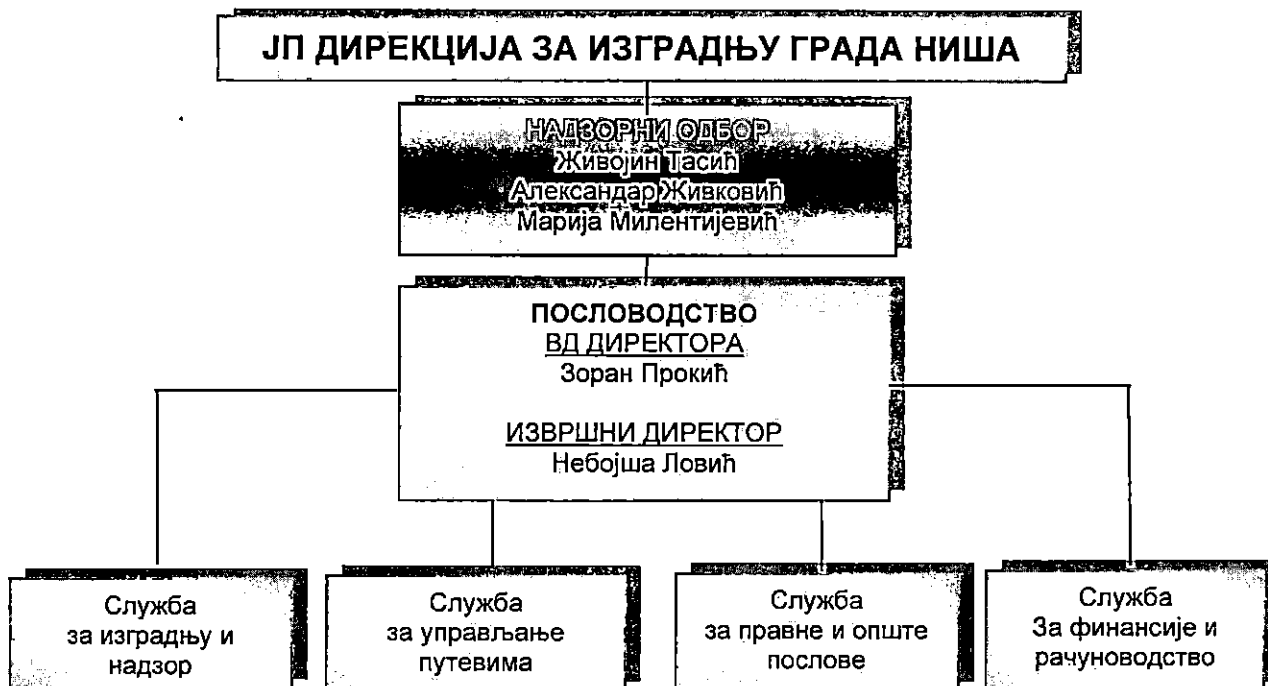 ЈП ДИРЕКЦИЈА ЗА ИЗГРАДЊУ ГРАДА НИША
НАДЗОРНИ ОДБОР
Живојин Тасић
Александар Живковић
Марија Милентијевић
ПОСЛОВОДСТВО
ВД ДИРЕКТОРА
Зоран Прокић
ИЗВРШНИ ДИРЕКТОР
Небојша Ловић
Служба
за изградњу и
надзор
Служба
за управљање
путевима
Служба
за правне и опште
послове
Служба
За финансије и
рачуноводство